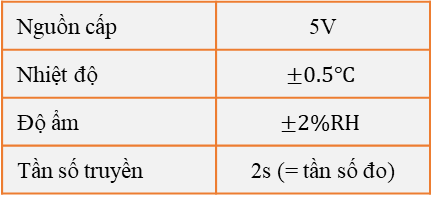 Nguồn cấp 5V
Nhiệt độ ±0.5℃
Độ ẩm ±2%RH
Tần số truyền 2s (= tần số đo)